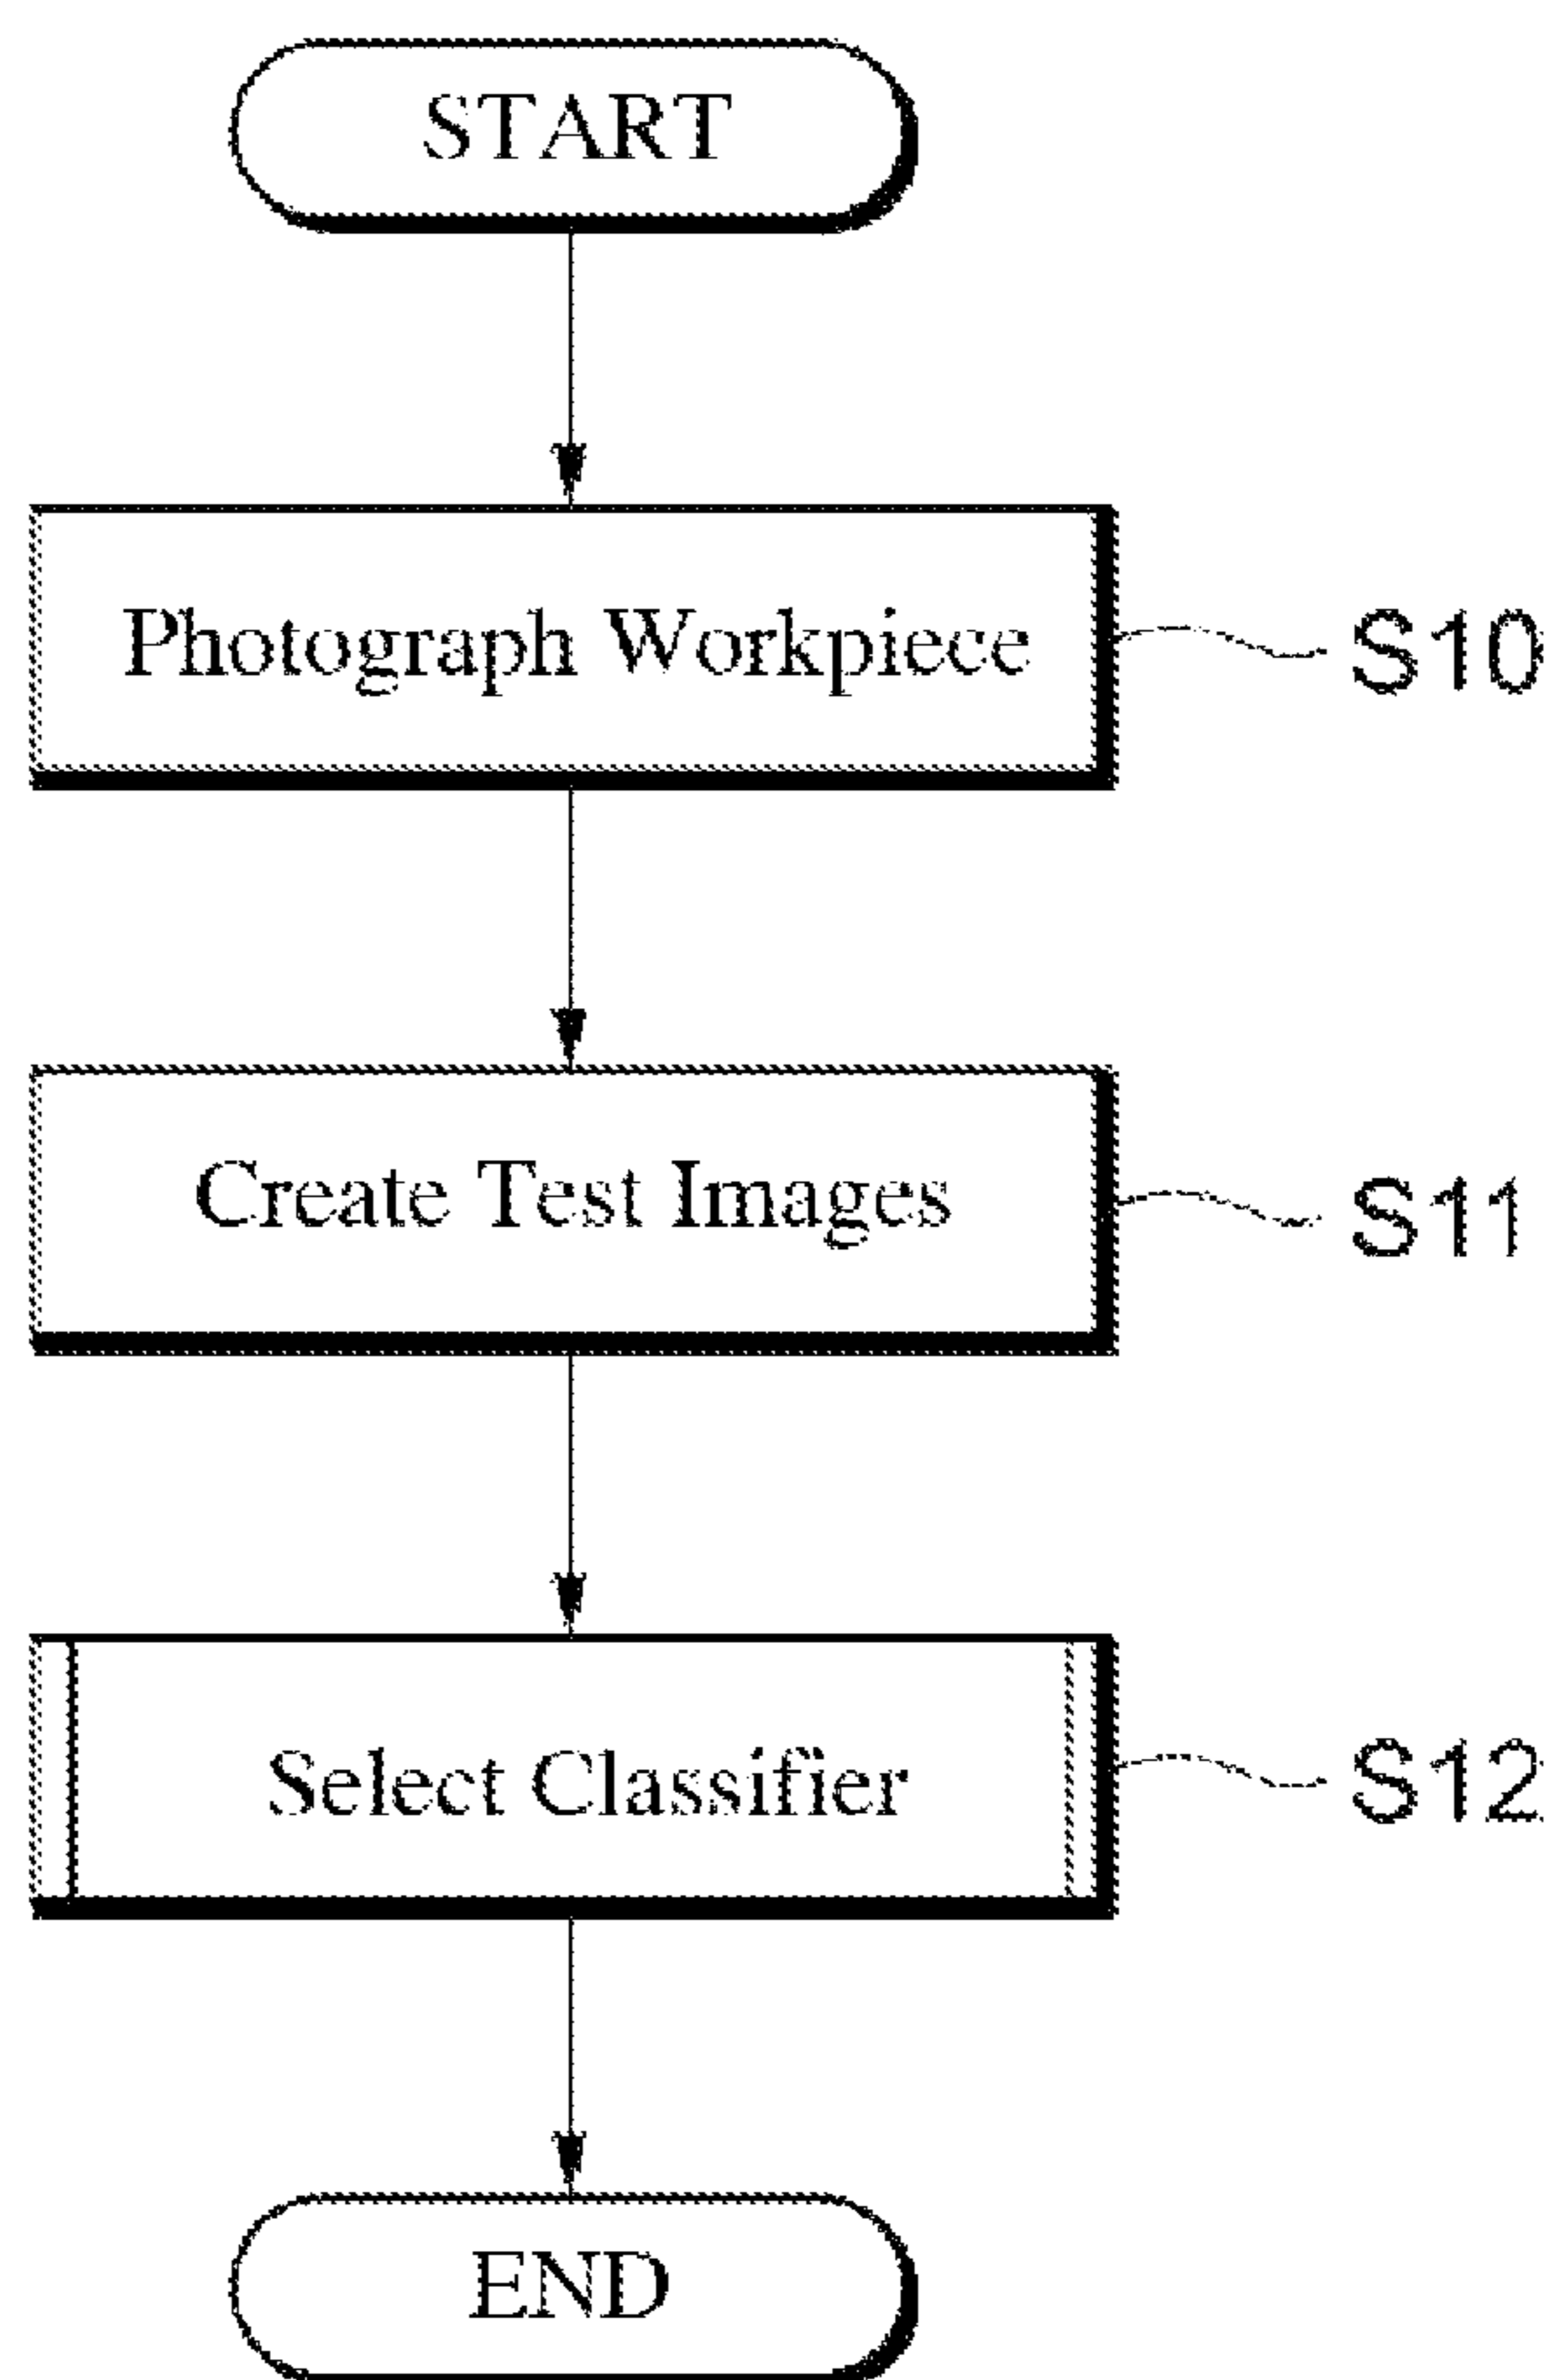 START
Photograph Workpiece
S10
Create Test Images
S11
Select Classifier
S12
END